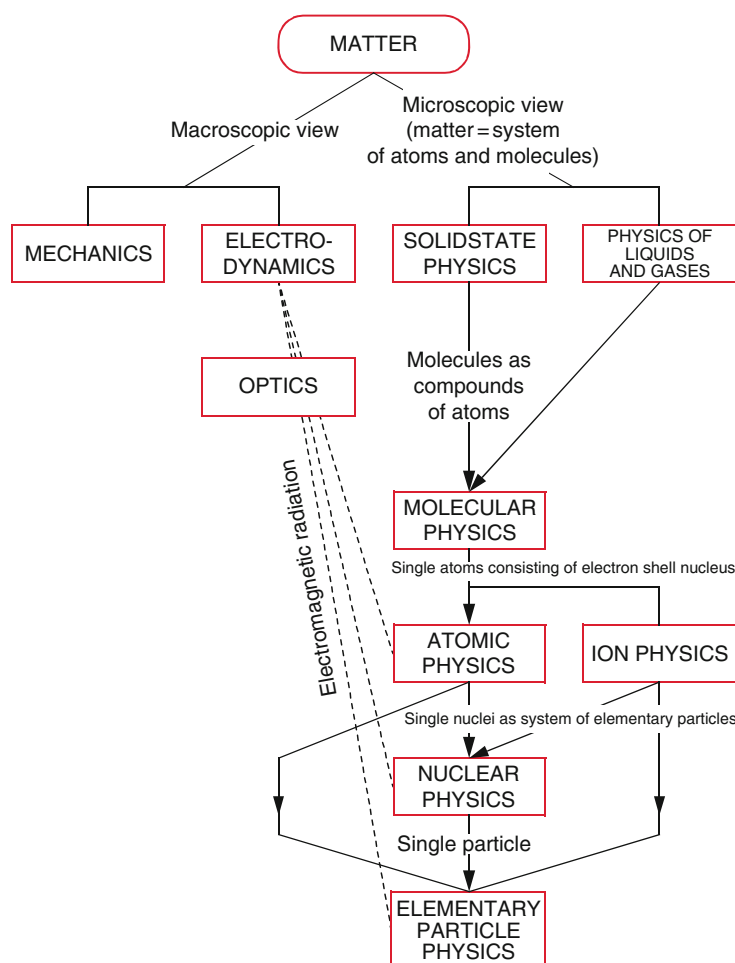 MATTER
Macroscopic view
Microscopic view
(matter=system
of atoms and molecules)
MECHANICS
ELECTRO-
DYNAMICS
SOLIDSTATE
PHYSICS
PHYSICS OF
LIQUIDS
AND GASES
OPTICS
Molecules as
compounds
of atoms
Electromagnetic radiation
MOLECULAR
PHYSICS
Single atoms consisting of electron shell nucleus
ATOMIC
PHYSICS
ION PHYSICS
Single nuclei as system of elementary particles
NUCLEAR
PHYSICS
Single particle
ELEMENTARY
PARTICLE
PHYSICS